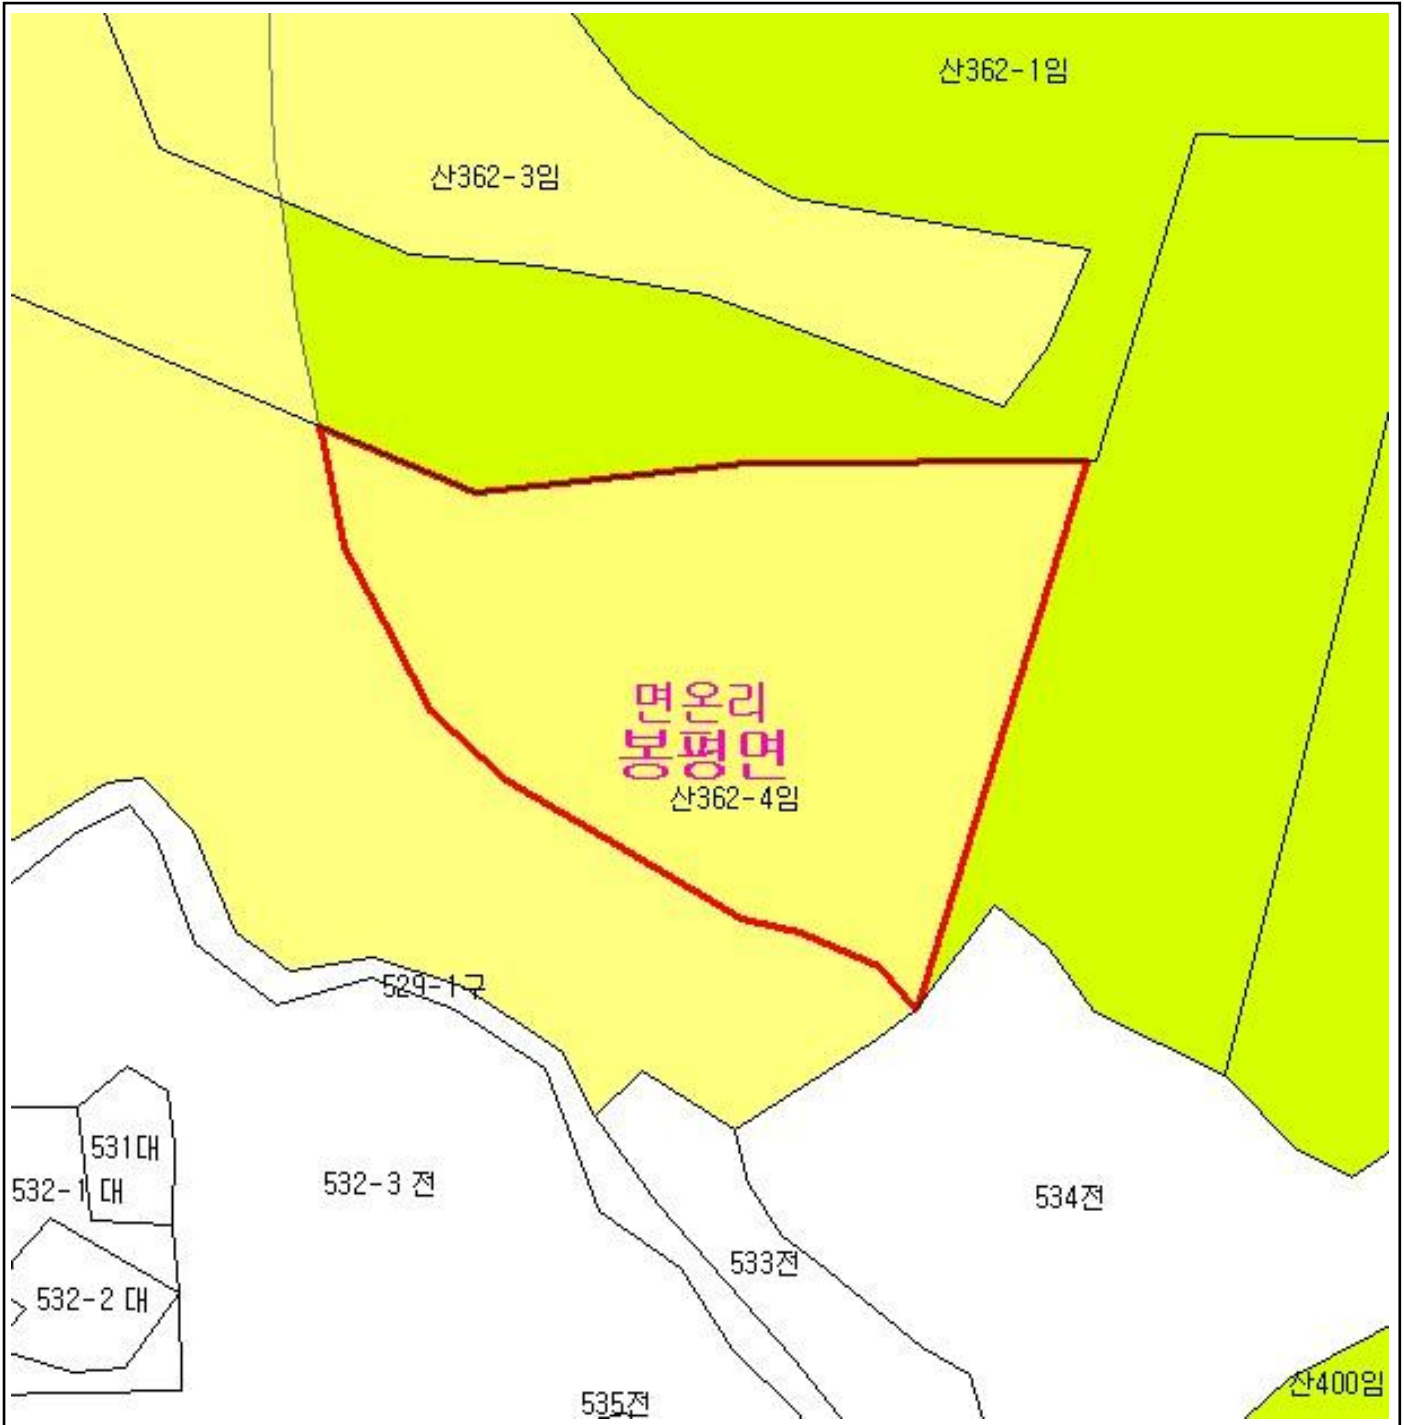 산362-1임
산362-3임
면온리
봉평면
산362-4임
529-1구
531대
532-1 대
532-3 전
534전
533전
532-2 대
산400임
535전